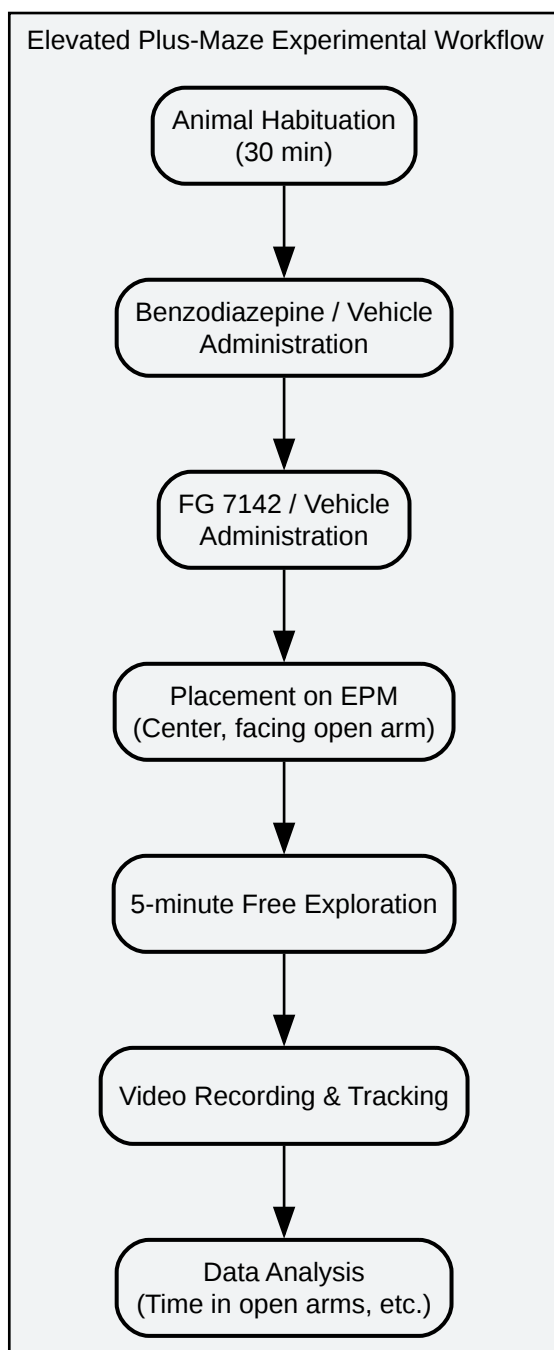 Elevated Plus-Maze Experimental Workflow
Animal Habituation
(30 min)
Benzodiazepine / Vehicle
Administration
FG 7142 / Vehicle
Administration
Placement on EPM
(Center, facing open arm)
5-minute Free Exploration
Video Recording & Tracking
Data Analysis
(Time in open arms, etc.)